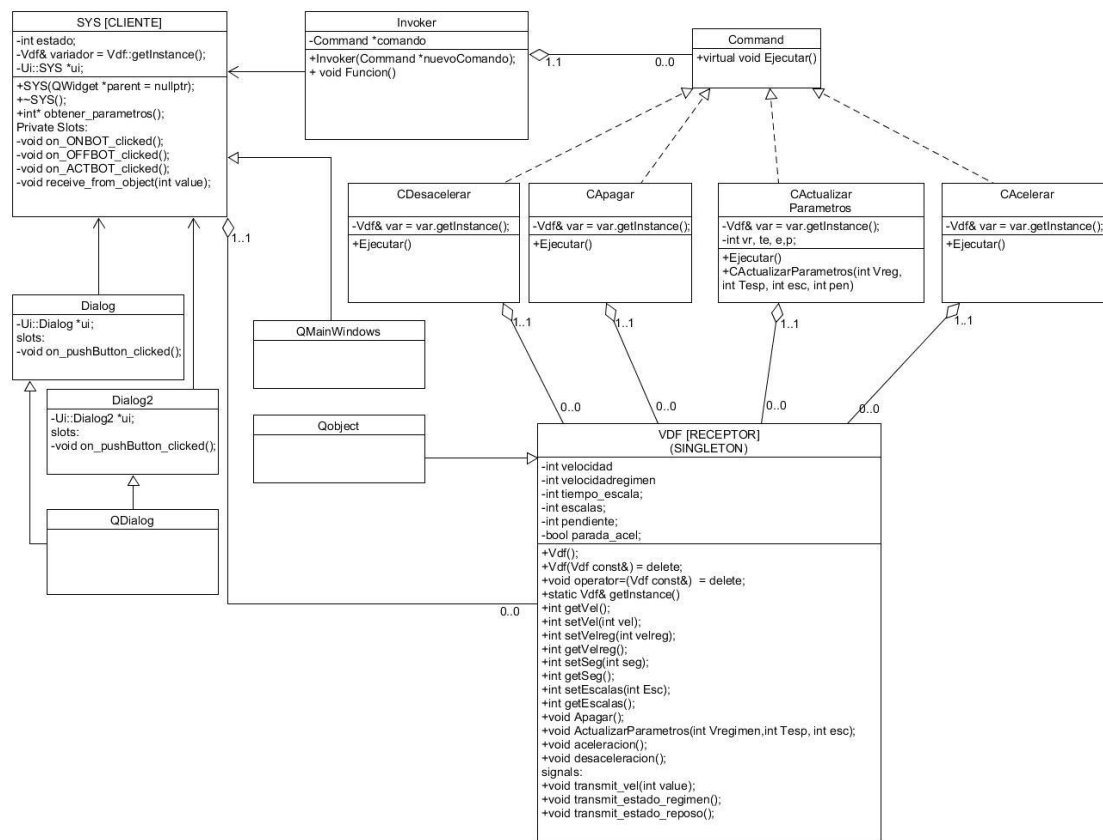 SYS [CLIENTE]
-int estado;
-Vdf& variador = Vdf::getInstance();
-Ui::SYS *ui;
+SYS(QWidget *parent = nullptr);
+~SYS();
+int* obtener_parametros();
Private Slots:
-void on_ONBOT_clicked();
-void on_OFFBOT_clicked();
-void on_ACTBOT_clicked();
-void receive_from_object(int value);
Invoker
-Command *comando
+Invoker(Command *nuevoComando);
+ void Funcion()
1.1
0..0
Command
+virtual void Ejecutar()
CDesacelerar
-Vdf& var = var.getInstance();
+Ejecutar()
CApagar
-Vdf& var = var.getInstance();
+Ejecutar()
CActualizar
Parametros
-Vdf& var = var.getInstance();
-int vr, te, e,p;
+Ejecutar()
+CActualizarParametros(int Vreg,
int Tesp, int esc, int pen)
CAcelerar
-Vdf& var = var.getInstance();
+Ejecutar()
1..1
1..1
1..1
1..1
1..1
Dialog
-Ui::Dialog *ui;
slots:
-void on_pushButton_clicked();
QMainWindows
Dialog2
-Ui::Dialog2 *ui;
slots:
-void on_pushButton_clicked();
Qobject
QDialog
0..0
0..0
0..0
0..0
0..0
VDF [RECEPTOR]
(SINGLETON)
-int velocidad
-int velocidadregimen
-int tiempo_escala;
-int escalas;
-int pendiente;
-bool parada_acel;
+Vdf();
+Vdf(Vdf const&) = delete;
+void operator=(Vdf const&) = delete;
+static Vdf& getInstance()
+int getVel();
+int setVel(int vel);
+int setVelreg(int velreg);
+int getVelreg();
+int setSeg(int seg);
+int getSeg();
+int setEscalas(int Esc);
+int getEscalas();
+void Apagar();
+void ActualizarParametros(int Vregimen,int Tesp, int esc);
+void aceleracion();
+void desaceleracion();
signals:
+void transmit_vel(int value);
+void transmit_estado_regimen();
+void transmit_estado_reposo();